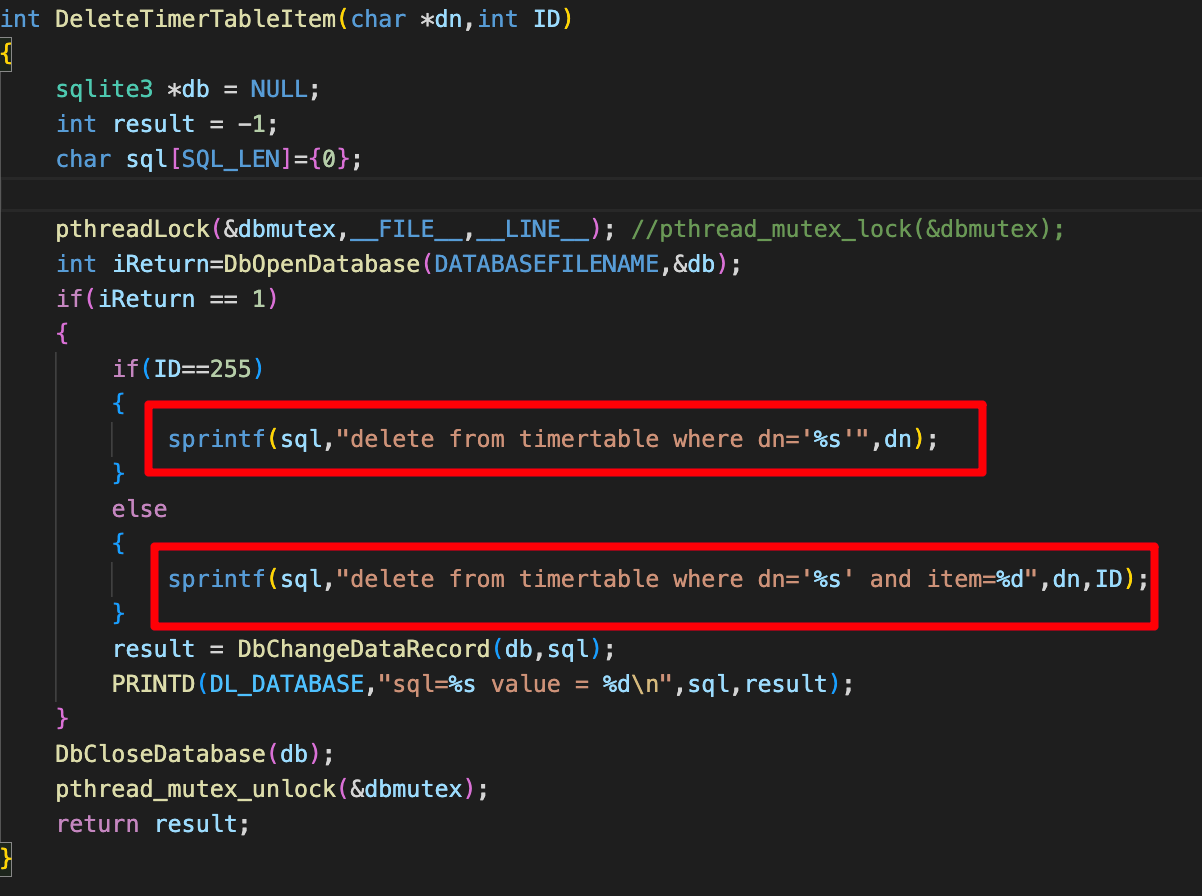 int DeleteTimerTableItem(char *dn,int ID)
{
    sqlite3 *db = NULL;
    int result = -1;
    char sql[SQL_LEN]={0};
    pthreadLock(&dbmutex,__FILE__,__LINE__); //pthread_mutex_lock(&dbmutex);
    int iReturn=DbOpenDatabase(DATABASEFILENAME,&db);
    if(iReturn == 1)
    {
        if(ID==255)
        {
            sprintf(sql,"delete from timertable where dn='%s'",dn);
        }
        else
        {
            sprintf(sql,"delete from timertable where dn='%s' and item=%d",dn,ID);
        }
        result = DbChangeDataRecord(db,sql);
        PRINTD(DL_DATABASE,"sql=%s value = %d\n",sql,result);
    }
    DbCloseDatabase(db);
    pthread_mutex_unlock(&dbmutex);
    return result;
}